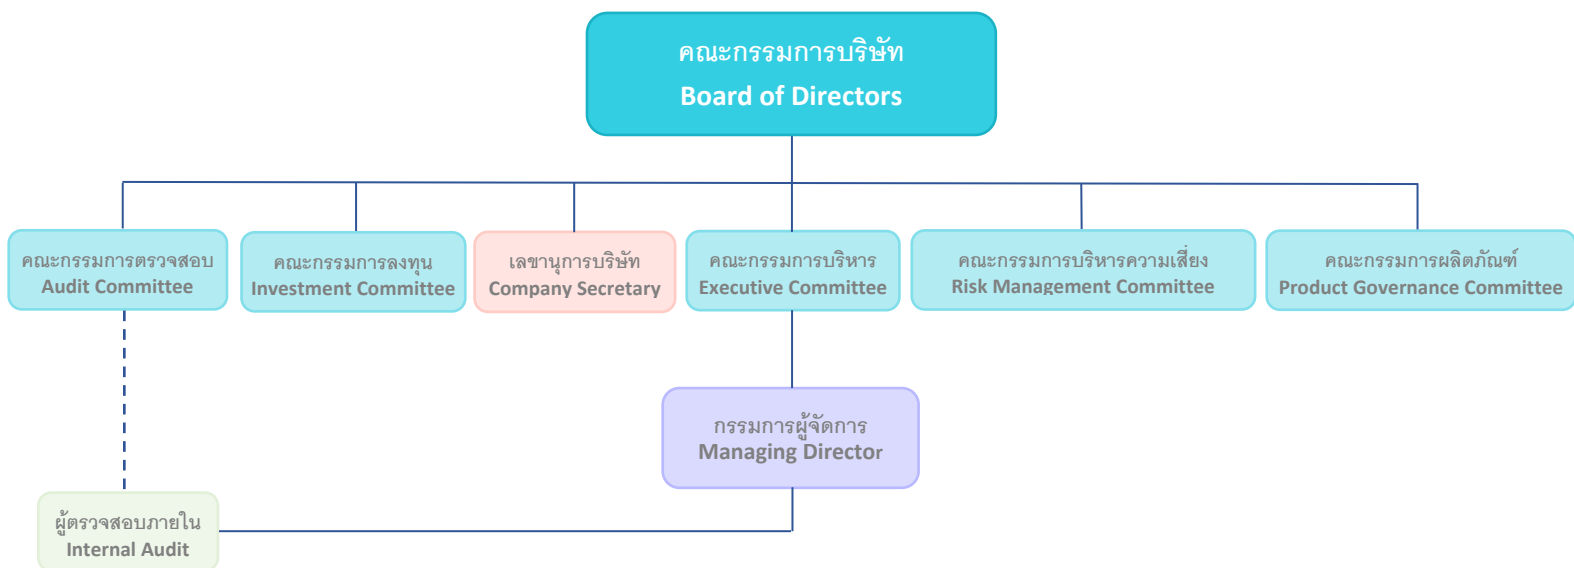 คณะกรรมการบริษัท
Board of Directors
คณะกรรมการตรวจสอบ
Audit Committee
คณะกรรมการลงทุน
Investment Committee
เลขานุการบริษัท
Company Secretary
คณะกรรมการบริหาร
Executive Committee
คณะกรรมการบริหารความเสี่ยง
Risk Management Committee
คณะกรรมการผลิตภัณฑ์
Product Governance Committee
กรรมการผู้จัดการ
Managing Director
ผู้ตรวจสอบภายใน
Internal Audit